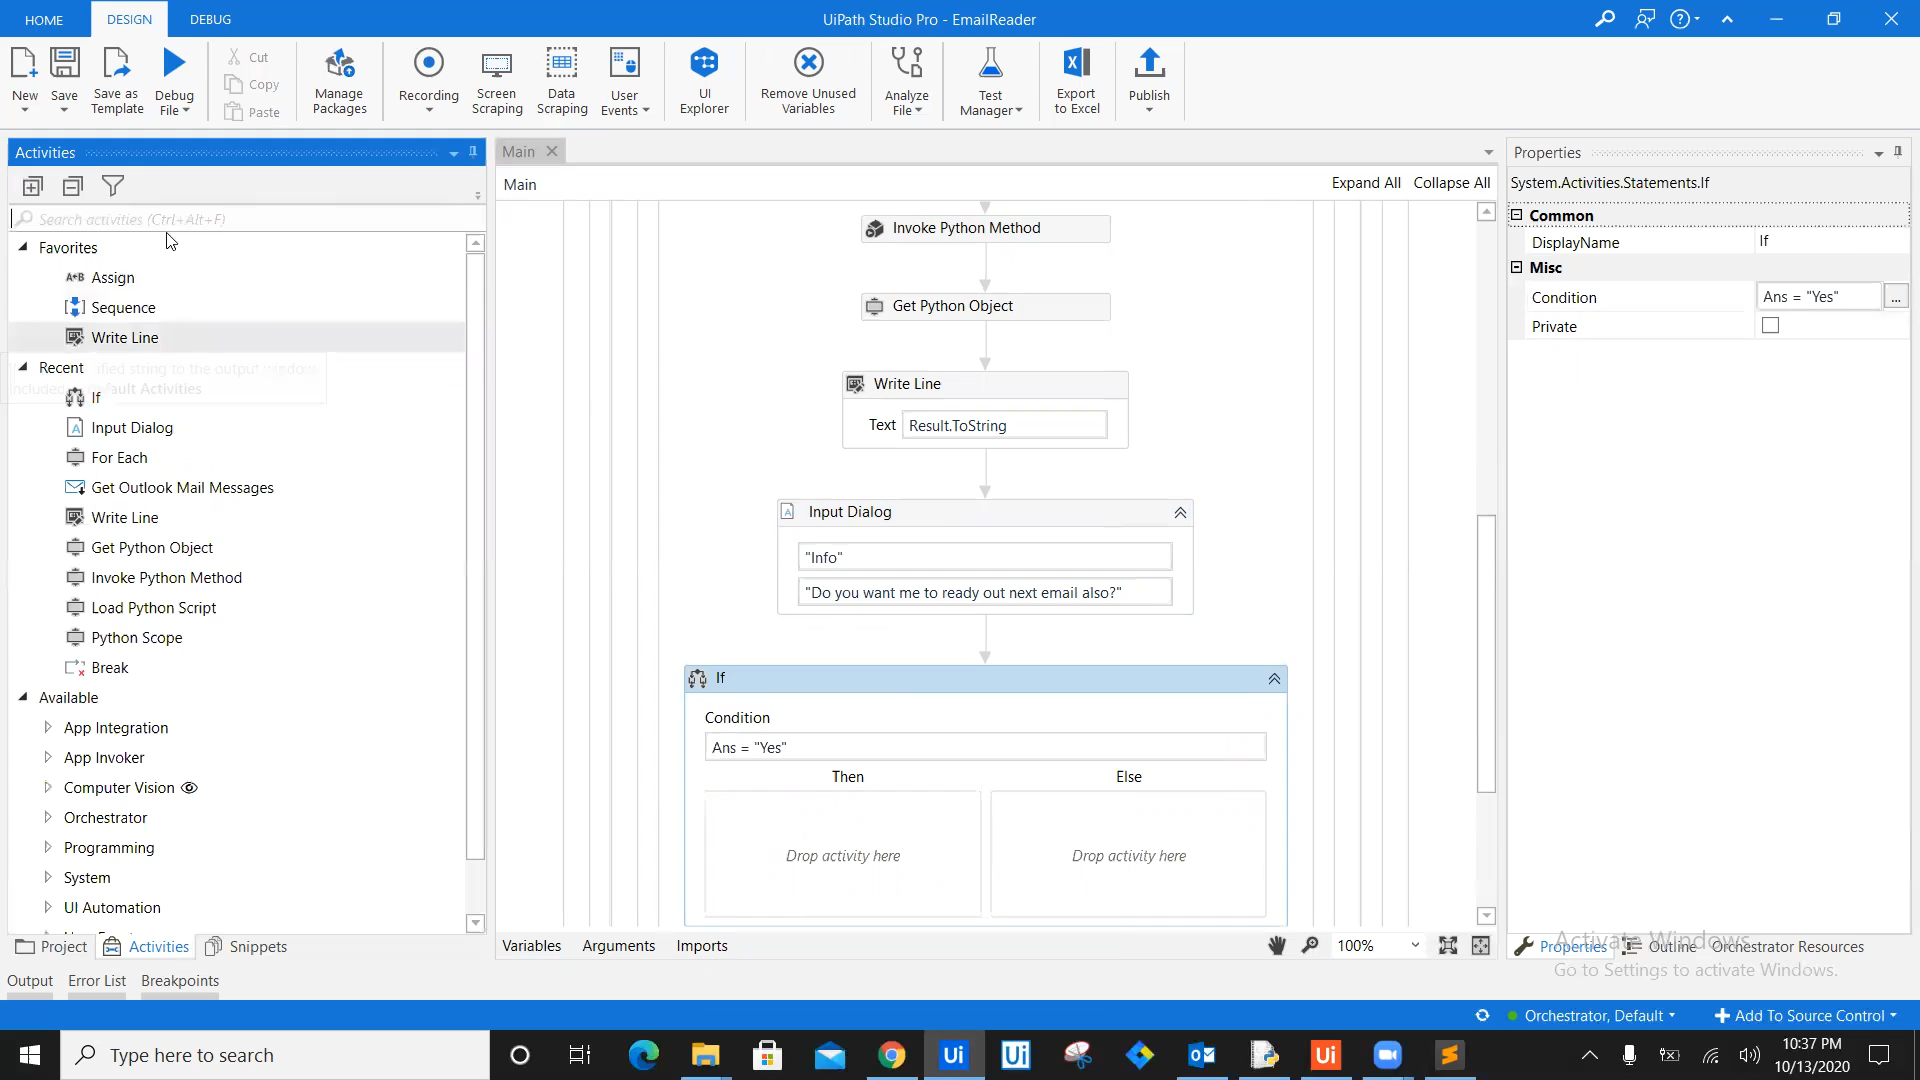 HOME DESIGN DEBUG UiPath Studio Pro - EmailReader
New Save Save as Template Debug File Cut Copy Paste Manage Packages Recording Screen Scraping Data Scraping User Events UI Explorer Remove Unused Variables Analyze File Test Manager Export to Excel Publish
Activities
Search activities (Ctrl+Alt+F)
Favorites
A+B Assign
Sequence
Write Line
Recent
If
Input Dialog
For Each
Get Outlook Mail Messages
Write Line
Get Python Object
Invoke Python Method
Load Python Script
Python Scope
Break
Available
App Integration
App Invoker
Computer Vision
Orchestrator
Programming
System
UI Automation
Project Activities Snippets
Main
Main Expand All Collapse All
Invoke Python Method
Get Python Object
Write Line
Text Result.ToString
Input Dialog
"Info"
"Do you want me to ready out next email also?"
If
Condition
Ans = "Yes"
Then Else
Drop activity here Drop activity here
Variables Arguments Imports 100%
Properties
System.Activities.Statements.If
Common
DisplayName If
Misc
Condition Ans = "Yes" ...
Private
Properties Outline Orchestrator Resources
Activate Windows
Go to Settings to activate Windows.
Output Error List Breakpoints
Orchestrator, Default Add To Source Control
Type here to search
10:37 PM
10/13/2020